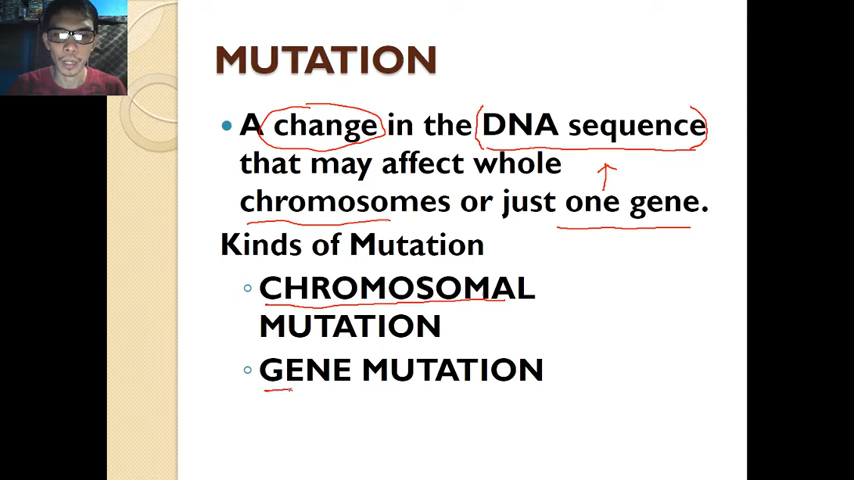 MUTATION
A change in the DNA sequence
that may affect whole
chromosomes or just one gene.
Kinds of Mutation
CHROMOSOMAL
MUTATION
GENE MUTATION